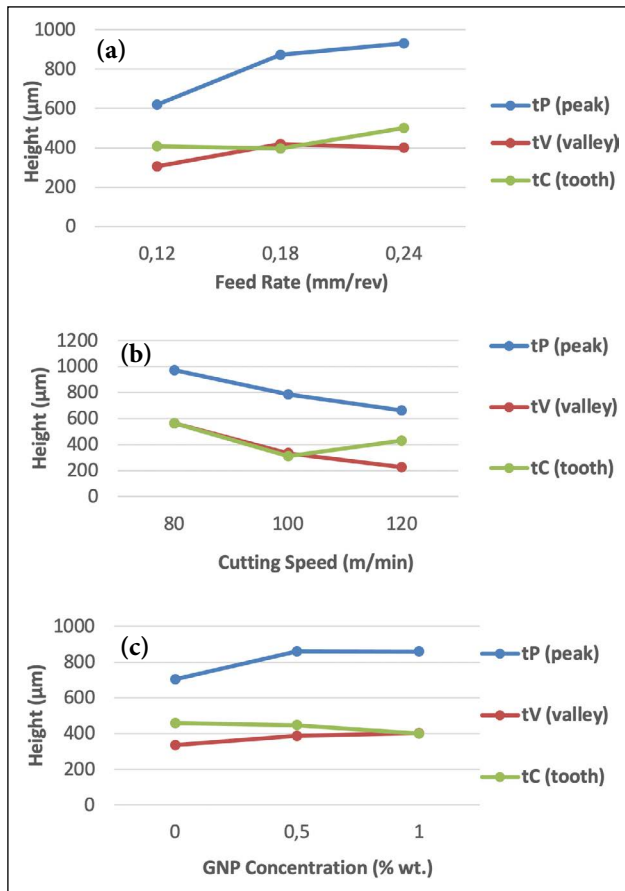 (a)
Height (µm)
1000
800
600
400
200
0
0,12 0,18 0,24
Feed Rate (mm/rev)
tP (peak)
tV (valley)
tC (tooth)
(b)
Height (µm)
1200
1000
800
600
400
200
0
80 100 120
Cutting Speed (m/min)
tP (peak)
tV (valley)
tC (tooth)
(c)
Height (µm)
1000
800
600
400
200
0
0 0,5 1
GNP Concentration (% wt.)
tP (peak)
tV (valley)
tC (tooth)